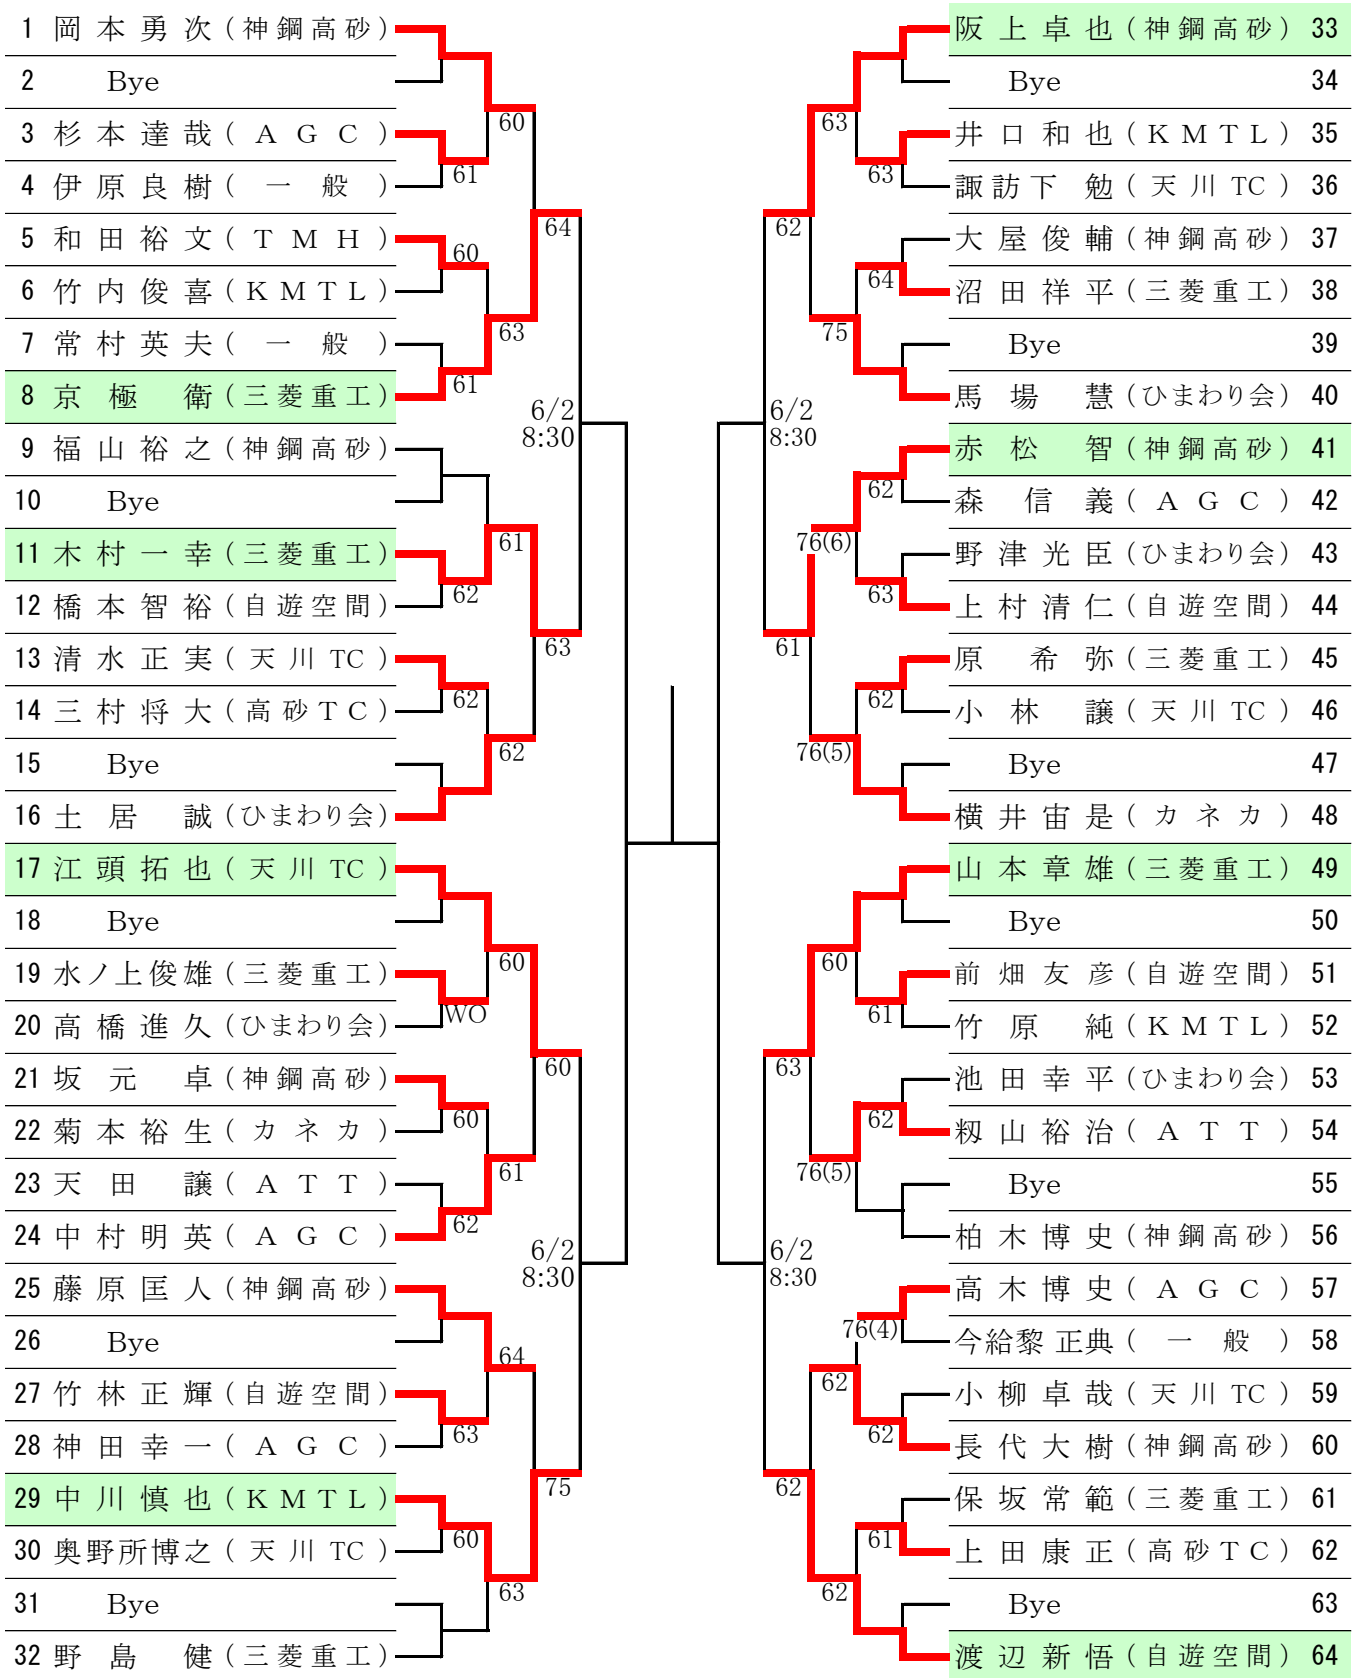 1 岡本勇次(神鋼高砂)
2 Bye
3 杉本達哉(AGC)
4 伊原良樹(一般)
5 和田裕文(TMH)
6 竹内俊喜(KMTL)
7 常村英夫(一般)
8 京極衛(三菱重工)
9 福山裕之(神鋼高砂)
10 Bye
11 木村一幸(三菱重工)
12 橋本智裕(自遊空間)
13 清水正実(天川TC)
14 三村将大(高砂TC)
15 Bye
16 土居誠(ひまわり会)
17 江頭拓也(天川TC)
18 Bye
19 水ノ上俊雄(三菱重工)
20 高橋進久(ひまわり会)
21 坂元卓(神鋼高砂)
22 菊本裕生(カネカ)
23 天田譲(ATT)
24 中村明英(AGC)
25 藤原匡人(神鋼高砂)
26 Bye
27 竹林正輝(自遊空間)
28 神田幸一(AGC)
29 中川慎也(KMTL)
30 奥野所博之(天川TC)
31 Bye
32 野島健(三菱重工)
61
60
61
62
62
WO
60
62
63
60
60
63
61
62
60
61
64
63
64
63
60
75
6/2
8:30
6/2
8:30
6/2
8:30
6/2
8:30
62
61
63
62
63
75
76(6)
76(5)
60
76(5)
62
62
63
64
62
63
62
61
62
76(4)
62
61
阪上卓也(神鋼高砂) 33
Bye 34
井口和也(KMTL) 35
諏訪下勉(天川TC) 36
大屋俊輔(神鋼高砂) 37
沼田祥平(三菱重工) 38
Bye 39
馬場慧(ひまわり会) 40
赤松智(神鋼高砂) 41
森信義(AGC) 42
野津光臣(ひまわり会) 43
上村清仁(自遊空間) 44
原希弥(三菱重工) 45
小林譲(天川TC) 46
Bye 47
横井宙是(カネカ) 48
山本章雄(三菱重工) 49
Bye 50
前畑友彦(自遊空間) 51
竹原純(KMTL) 52
池田幸平(ひまわり会) 53
籾山裕治(ATT) 54
Bye 55
柏木博史(神鋼高砂) 56
高木博史(AGC) 57
今給黎正典(一般) 58
小柳卓哉(天川TC) 59
長代大樹(神鋼高砂) 60
保坂常範(三菱重工) 61
上田康正(高砂TC) 62
Bye 63
渡辺新悟(自遊空間) 64